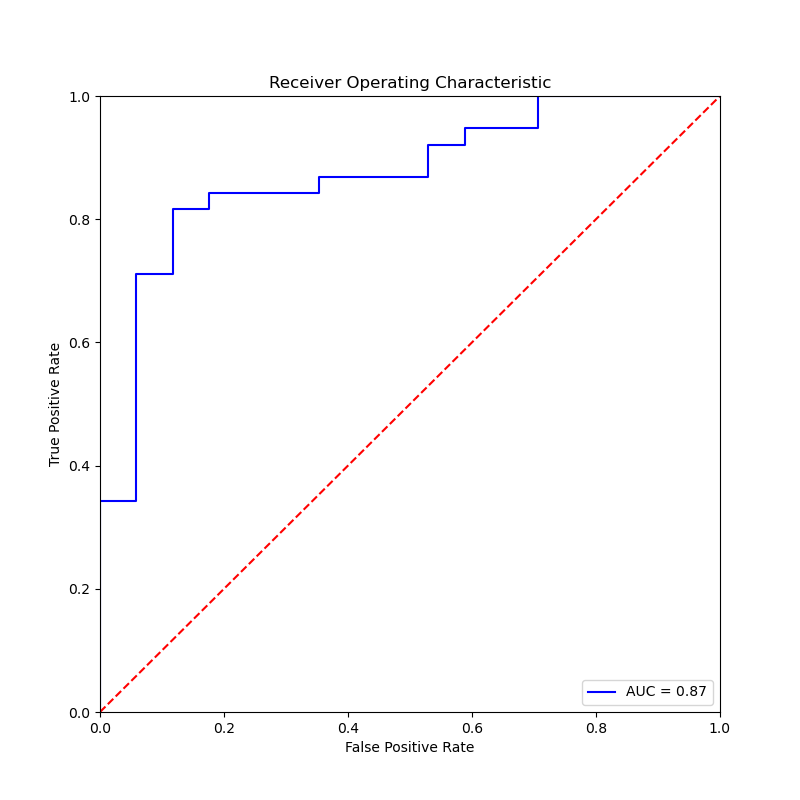 Receiver Operating Characteristic
1.0
0.8
0.6
0.4
0.2
0.0
True Positive Rate
AUC = 0.87
0.0 0.2 0.4 0.6 0.8 1.0
False Positive Rate